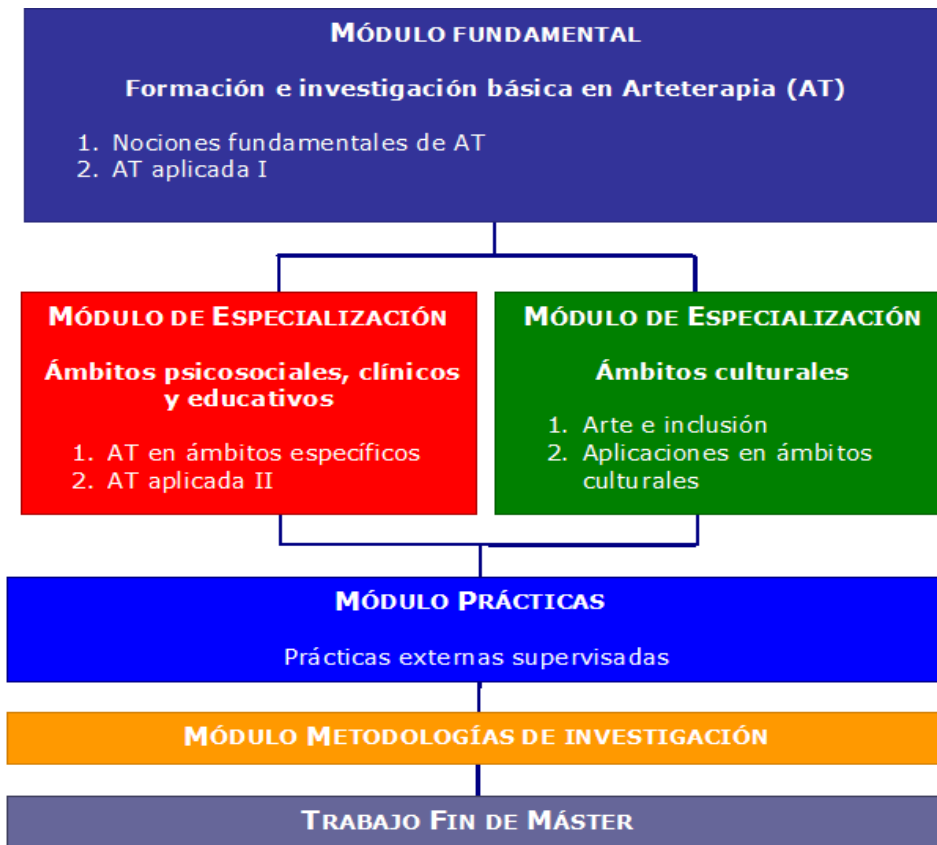 MÓDULO FUNDAMENTAL
Formación e investigación básica en Arteterapia (AT)
1. Nociones fundamentales de AT
2. AT aplicada I
MÓDULO DE ESPECIALIZACIÓN
Ámbitos psicosociales, clínicos
y educativos
1. AT en ámbitos específicos
2. AT aplicada II
MÓDULO DE ESPECIALIZACIÓN
Ámbitos culturales
1. Arte e inclusión
2. Aplicaciones en ámbitos
culturales
MÓDULO PRÁCTICAS
Prácticas externas supervisadas
MÓDULO METODOLOGÍAS DE INVESTIGACIÓN
TRABAJO FIN DE MÁSTER